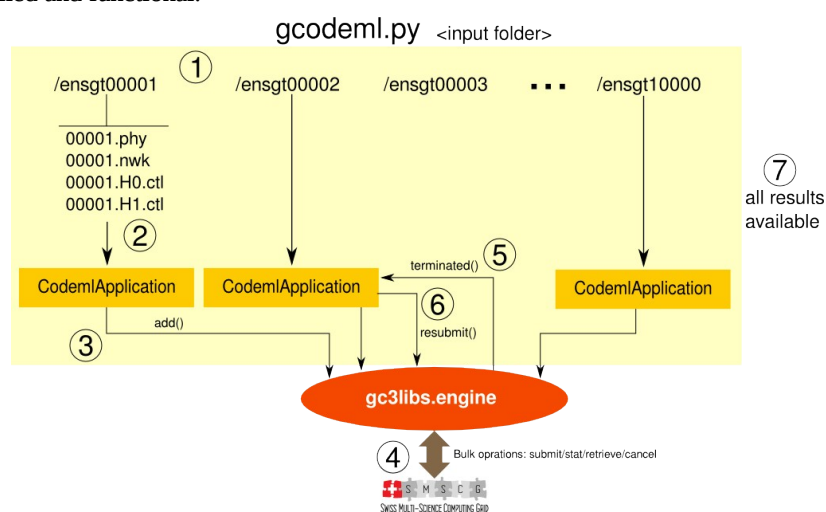 gcodeml.py <input folder>
1
/ensgt00001 /ensgt00002 /ensgt00003 ... /ensgt10000
00001.phy
00001.nwk
00001.H0.ctl
00001.H1.ctl
7
all results
available
2
terminated()
5
CodemlApplication CodemlApplication CodemlApplication
6
add()
resubmit()
3
gc3libs.engine
4
Bulk oprations: submit/stat/retrieve/cancel
S M S C G
SWISS MULTI-SCIENCE COMPUTING GRID